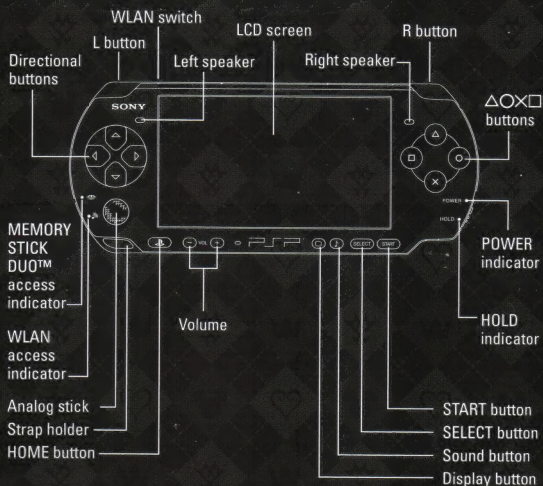 WLAN switch
L button
LCD screen
R button
Directional
buttons
Left speaker
Right speaker
△○✕□
buttons
SONY
POWER
HOLD
VOL
PSP
SELECT
START
MEMORY
STICK
DUO™
access
indicator
POWER
indicator
WLAN
access
indicator
Volume
HOLD
indicator
Analog stick
Strap holder
HOME button
START button
SELECT button
Sound button
Display button